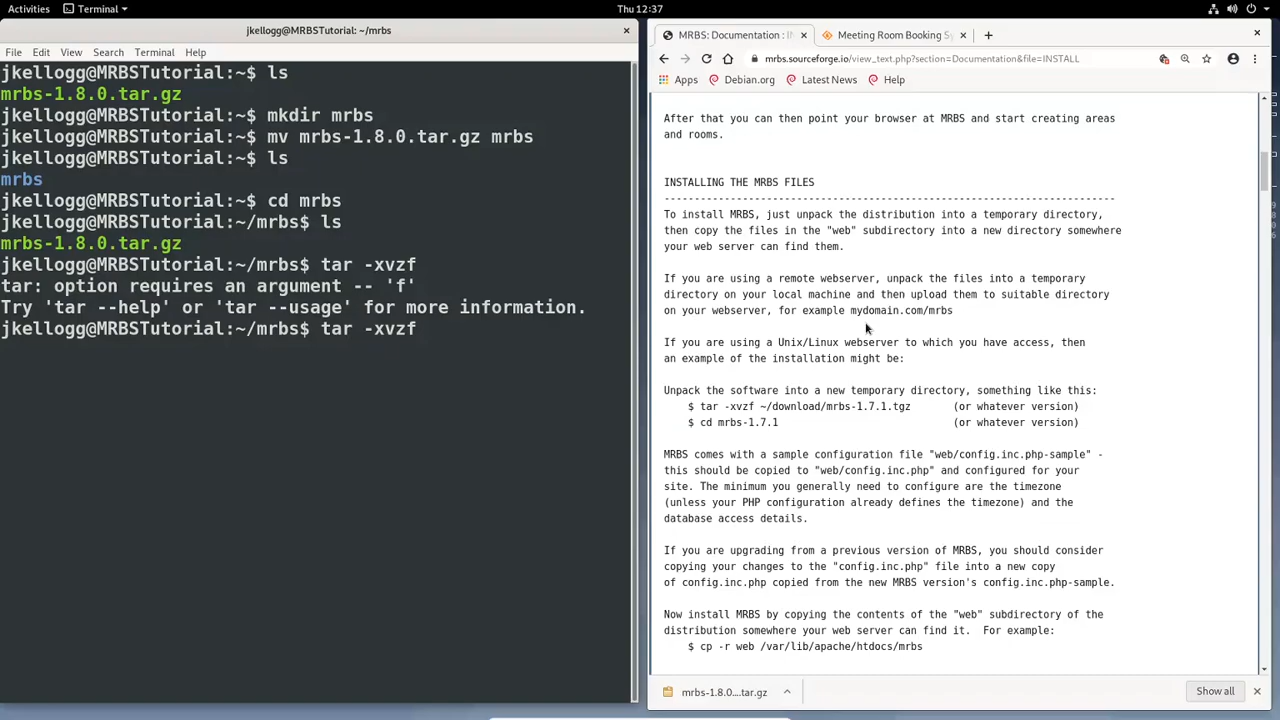 Activities
Terminal
Thu 12:37
jkellogg@MRBSTutorial: ~/mrbs
File Edit View Search Terminal Help
jkellogg@MRBSTutorial:~$ ls
mrbs-1.8.0.tar.gz
jkellogg@MRBSTutorial:~$ mkdir mrbs
jkellogg@MRBSTutorial:~$ mv mrbs-1.8.0.tar.gz mrbs
jkellogg@MRBSTutorial:~$ ls
mrbs
jkellogg@MRBSTutorial:~$ cd mrbs
jkellogg@MRBSTutorial:~/mrbs$ ls
mrbs-1.8.0.tar.gz
jkellogg@MRBSTutorial:~/mrbs$ tar -xvzf
tar: option requires an argument -- 'f'
Try 'tar --help' or 'tar --usage' for more information.
jkellogg@MRBSTutorial:~/mrbs$ tar -xvzf
MRBS: Documentation : IN
Meeting Room Booking Sy
mrbs.sourceforge.io/view_text.php?section=Documentation&file=INSTALL
Apps Debian.org Latest News Help
After that you can then point your browser at MRBS and start creating areas
and rooms.
INSTALLING THE MRBS FILES
---------------------------------------------------------------------------
To install MRBS, just unpack the distribution into a temporary directory,
then copy the files in the "web" subdirectory into a new directory somewhere
your web server can find them.
If you are using a remote webserver, unpack the files into a temporary
directory on your local machine and then upload them to suitable directory
on your webserver, for example mydomain.com/mrbs
If you are using a Unix/Linux webserver to which you have access, then
an example of the installation might be:
Unpack the software into a new temporary directory, something like this:
$ tar -xvzf ~/download/mrbs-1.7.1.tgz (or whatever version)
$ cd mrbs-1.7.1 (or whatever version)
MRBS comes with a sample configuration file "web/config.inc.php-sample" -
this should be copied to "web/config.inc.php" and configured for your
site. The minimum you generally need to configure are the timezone
(unless your PHP configuration already defines the timezone) and the
database access details.
If you are upgrading from a previous version of MRBS, you should consider
copying your changes to the "config.inc.php" file into a new copy
of config.inc.php copied from the new MRBS version's config.inc.php-sample.
Now install MRBS by copying the contents of the "web" subdirectory of the
distribution somewhere your web server can find it. For example:
$ cp -r web /var/lib/apache/htdocs/mrbs
mrbs-1.8.0....tar.gz
Show all